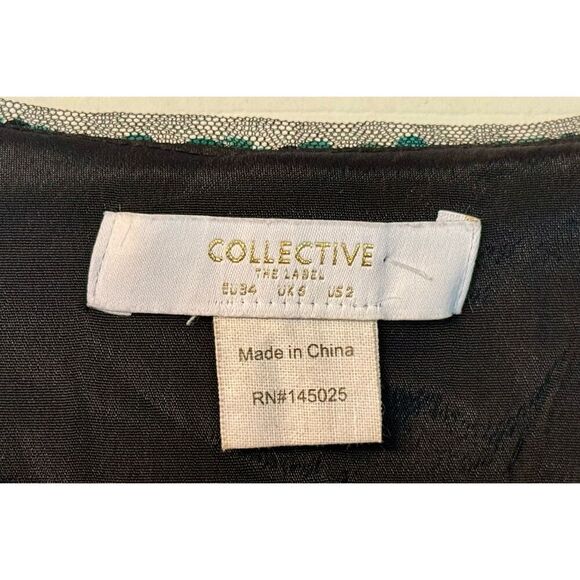 COLLECTIVE
THE LABEL
EU34 UK6 US2
Made in China
RN#145025